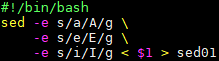 #!/bin/bash
sed -e s/a/A/g \
-e s/e/E/g \
-e s/i/I/g < $1 > sed01